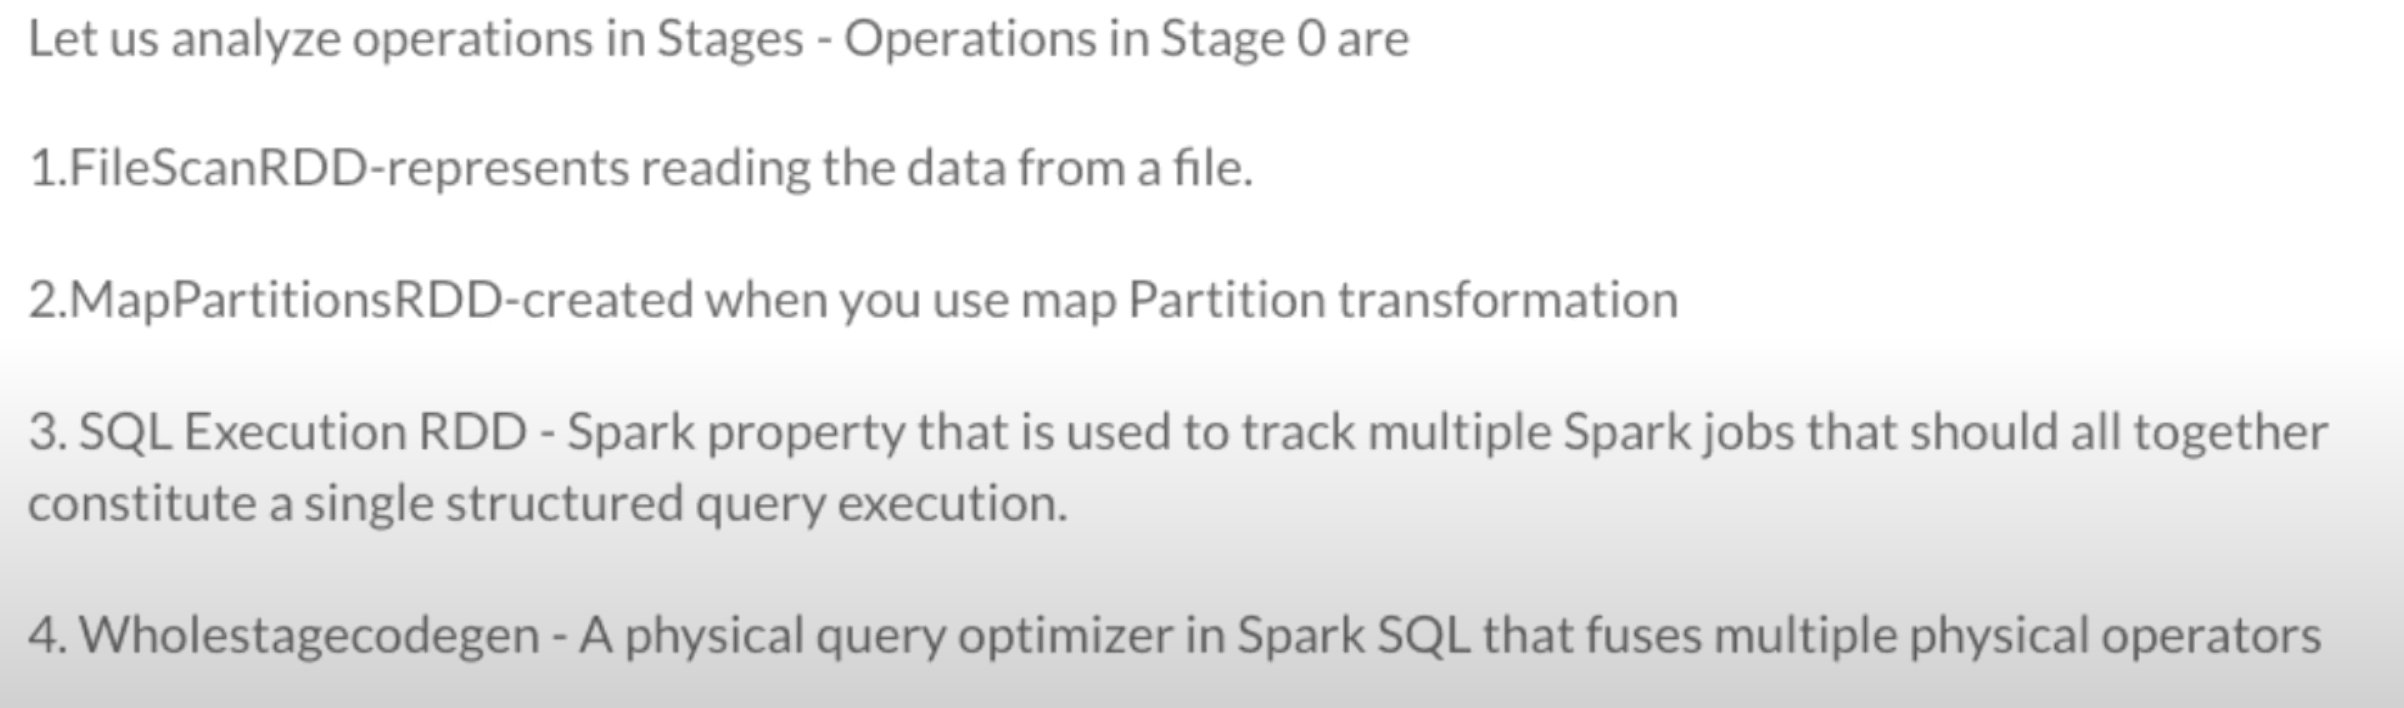 Let us analyze operations in Stages - Operations in Stage 0 are
1.FileScanRDD-represents reading the data from a file.
2.MapPartitionsRDD-created when you use map Partition transformation
3. SQL Execution RDD - Spark property that is used to track multiple Spark jobs that should all together
constitute a single structured query execution.
4. Wholestagecodegen - A physical query optimizer in Spark SQL that fuses multiple physical operators